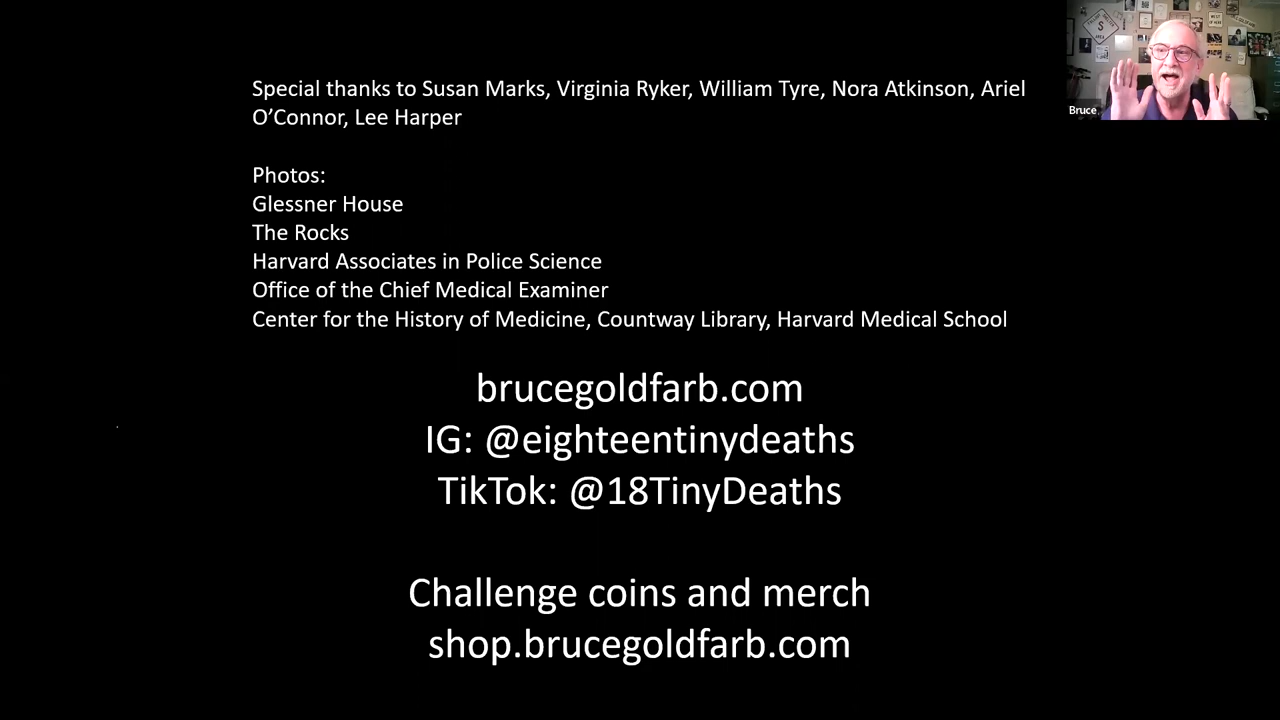 Special thanks to Susan Marks, Virginia Ryker, William Tyre, Nora Atkinson, Ariel
O'Connor, Lee Harper
Photos:
Glessner House
The Rocks
Harvard Associates in Police Science
Office of the Chief Medical Examiner
Center for the History of Medicine, Countway Library, Harvard Medical School
brucegoldfarb.com
IG: @eighteentinydeaths
TikTok: @18TinyDeaths
Challenge coins and merch
shop.brucegoldfarb.com
Bruce